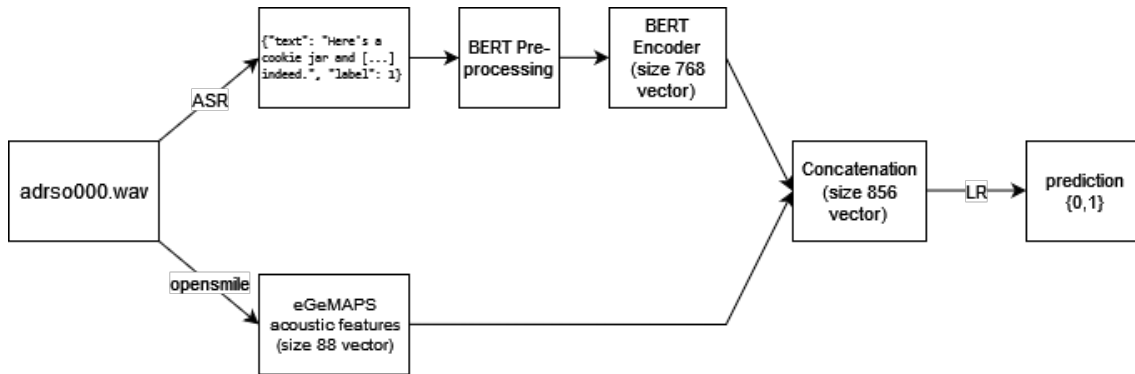 {"text": "Here's a
cookie jar and [...]
indeed.", "label": 1}
BERT Pre-
processing
BERT
Encoder
(size 768
vector)
ASR
adrso000.wav
Concatenation
(size 856
vector)
LR
prediction
{0,1}
opensmile
eGeMAPS
acoustic features
(size 88 vector)